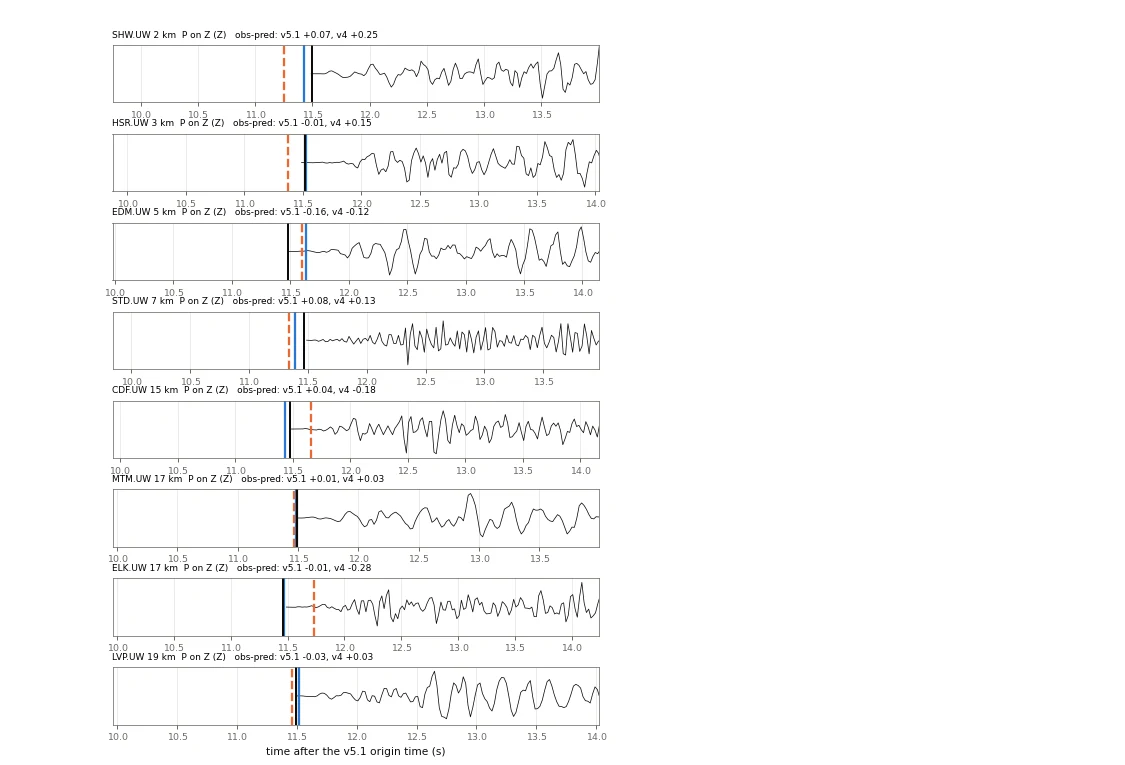 SHW.UW 2 km  P on Z (Z)   obs-pred: v5.1 +0.07, v4 +0.25
10.0 10.5 11.0 11.5 12.0 12.5 13.0 13.5
HSR.UW 3 km  P on Z (Z)   obs-pred: v5.1 -0.01, v4 +0.15
10.0 10.5 11.0 11.5 12.0 12.5 13.0 13.5 14.0
EDM.UW 5 km  P on Z (Z)   obs-pred: v5.1 -0.16, v4 -0.12
10.0 10.5 11.0 11.5 12.0 12.5 13.0 13.5 14.0
STD.UW 7 km  P on Z (Z)   obs-pred: v5.1 +0.08, v4 +0.13
10.0 10.5 11.0 11.5 12.0 12.5 13.0 13.5
CDF.UW 15 km  P on Z (Z)   obs-pred: v5.1 +0.04, v4 -0.18
10.0 10.5 11.0 11.5 12.0 12.5 13.0 13.5 14.0
MTM.UW 17 km  P on Z (Z)   obs-pred: v5.1 +0.01, v4 +0.03
10.0 10.5 11.0 11.5 12.0 12.5 13.0 13.5
ELK.UW 17 km  P on Z (Z)   obs-pred: v5.1 -0.01, v4 -0.28
10.0 10.5 11.0 11.5 12.0 12.5 13.0 13.5 14.0
LVP.UW 19 km  P on Z (Z)   obs-pred: v5.1 -0.03, v4 +0.03
10.0 10.5 11.0 11.5 12.0 12.5 13.0 13.5 14.0
time after the v5.1 origin time (s)